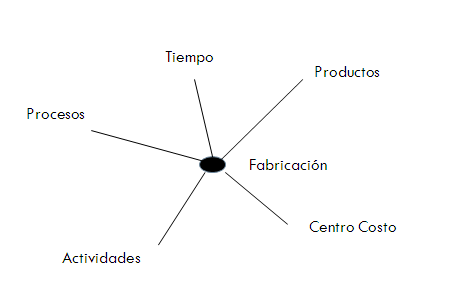 Tiempo
Productos
Procesos
Fabricación
Centro Costo
Actividades